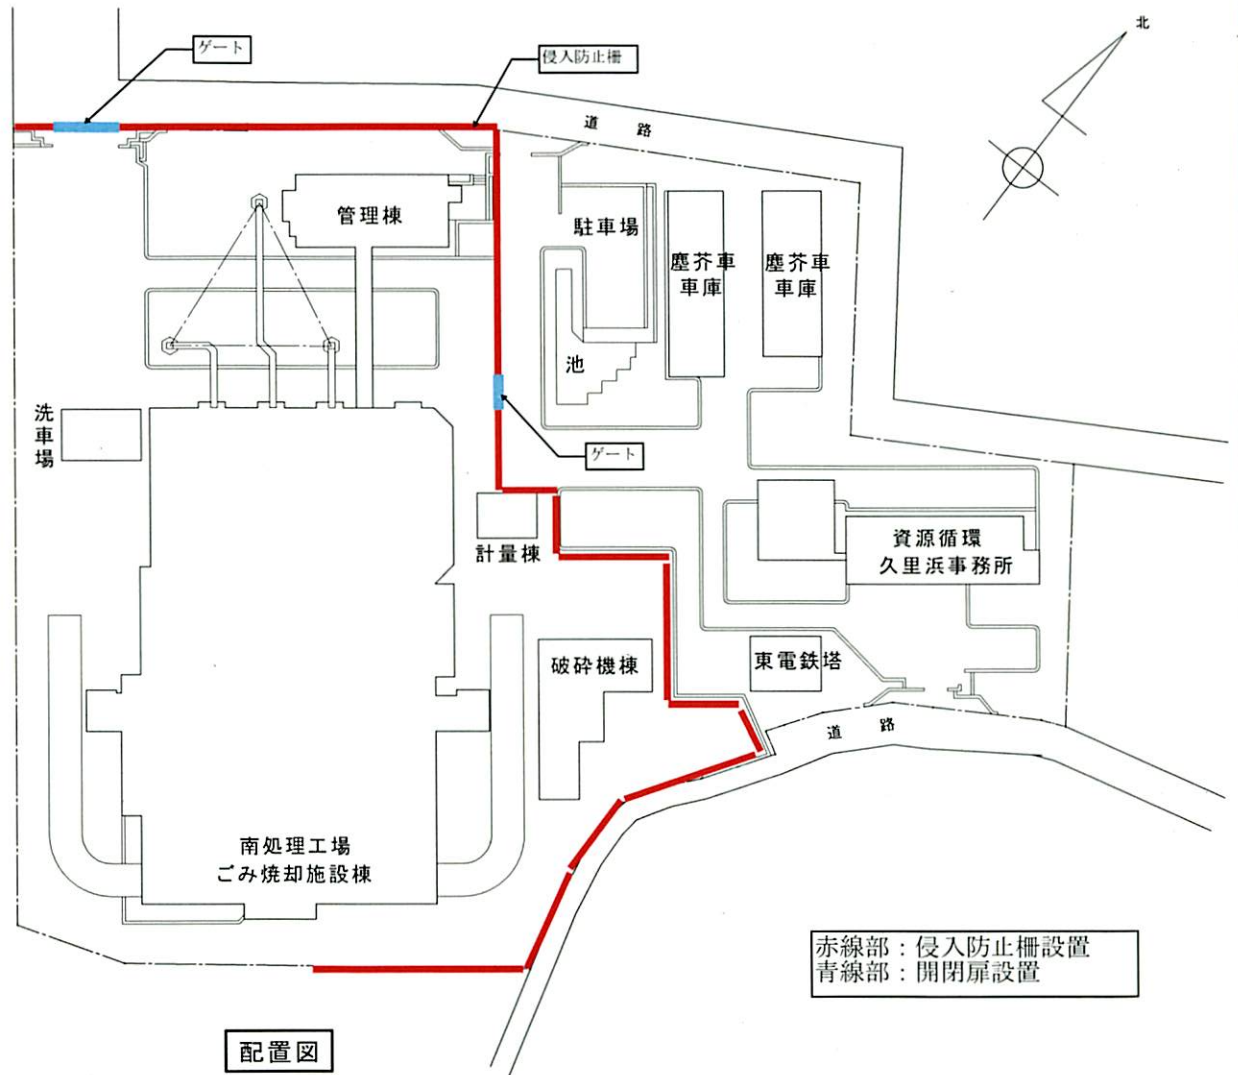 北
ゲート
侵入防止柵
道 路
管理棟
駐車場
塵芥車
車庫
塵芥車
車庫
池
洗車場
ゲート
計量棟
資源循環
久里浜事務所
破砕機棟
東電鉄塔
道 路
南処理工場
ごみ焼却施設棟
赤線部：侵入防止柵設置
青線部：開閉扉設置
配置図